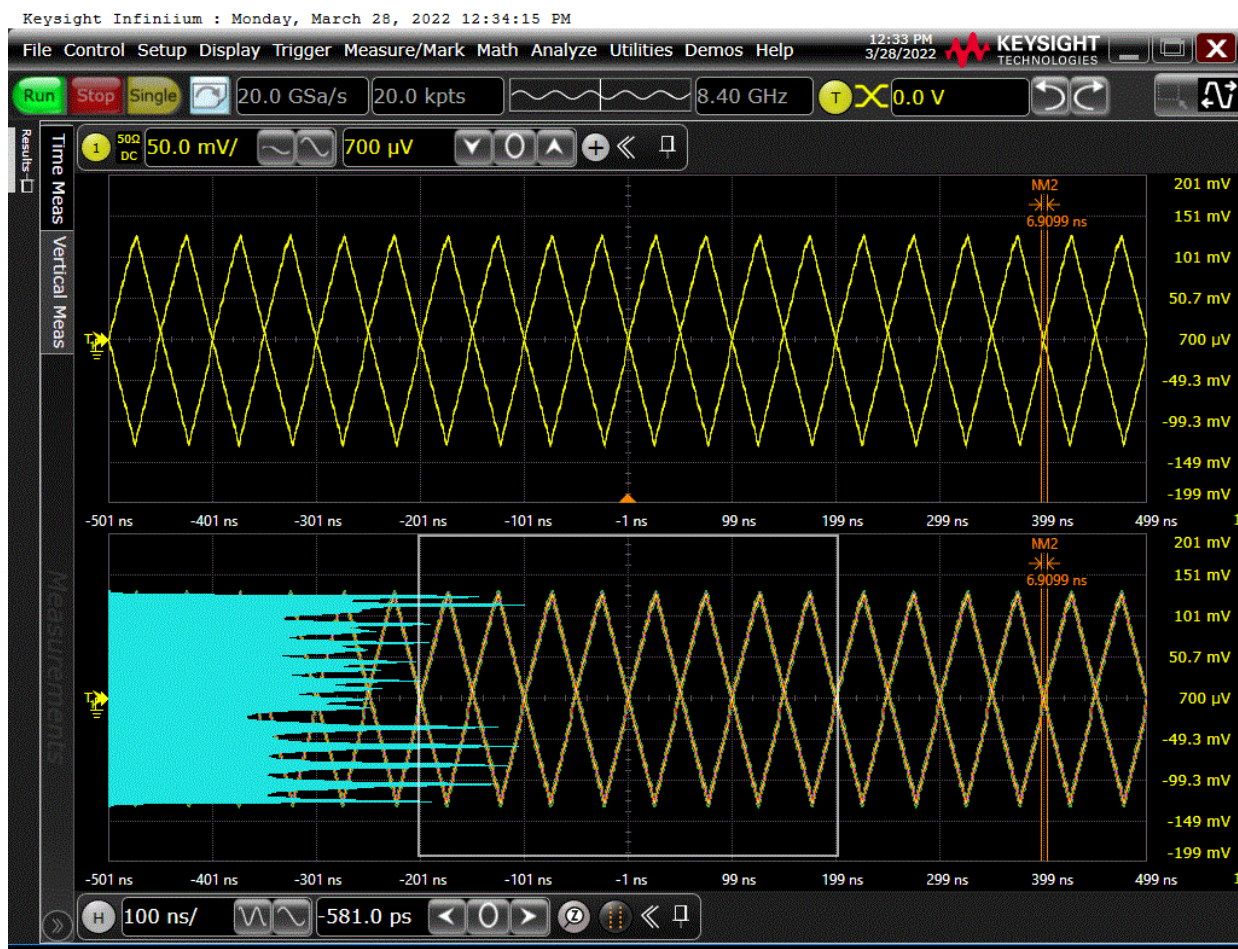 Keysight Infiniium : Monday, March 28, 2022 12:34:15 PM
File Control Setup Display Trigger Measure/Mark Math Analyze Utilities Demos Help
12:33 PM
3/28/2022
KEYSIGHT
TECHNOLOGIES
X
Run Stop Single 20.0 GSa/s 20.0 kpts 8.40 GHz T 0.0 V
1 50Ω DC 50.0 mV/ 700 µV 0
Results
Time Meas
Vertical Meas
Measurements
NM2
6.9099 ns
201 mV
151 mV
101 mV
50.7 mV
700 µV
-49.3 mV
-99.3 mV
-149 mV
-199 mV
T
-501 ns -401 ns -301 ns -201 ns -101 ns -1 ns 99 ns 199 ns 299 ns 399 ns 499 ns 1
NM2
6.9099 ns
201 mV
151 mV
101 mV
50.7 mV
700 µV
-49.3 mV
-99.3 mV
-149 mV
-199 mV
T
-501 ns -401 ns -301 ns -201 ns -101 ns -1 ns 99 ns 199 ns 299 ns 399 ns 499 ns 1
H 100 ns/ -581.0 ps 0 Z